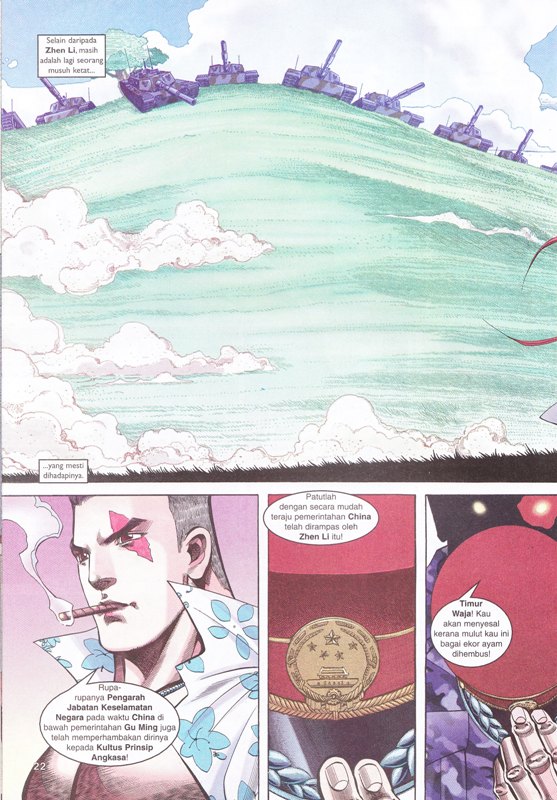 Selain daripada
Zhen Li, masih
adalah lagi seorang
musuh ketat...
...yang mesti
dihadapinya.
Rupa-
rupanya Pengarah
Jabatan Keselamatan
Negara pada waktu China di
bawah pemerintahan Gu Ming juga
telah memperhambakan dirinya
kepada Kultus Prinsip
Angkasa!
Patutlah
dengan secara mudah
teraju pemerintahan China
telah dirampas oleh
Zhen Li itu!
Timur
Waja! Kau
akan menyesal
kerana mulut kau ini
bagai ekor ayam
dihembus!
22